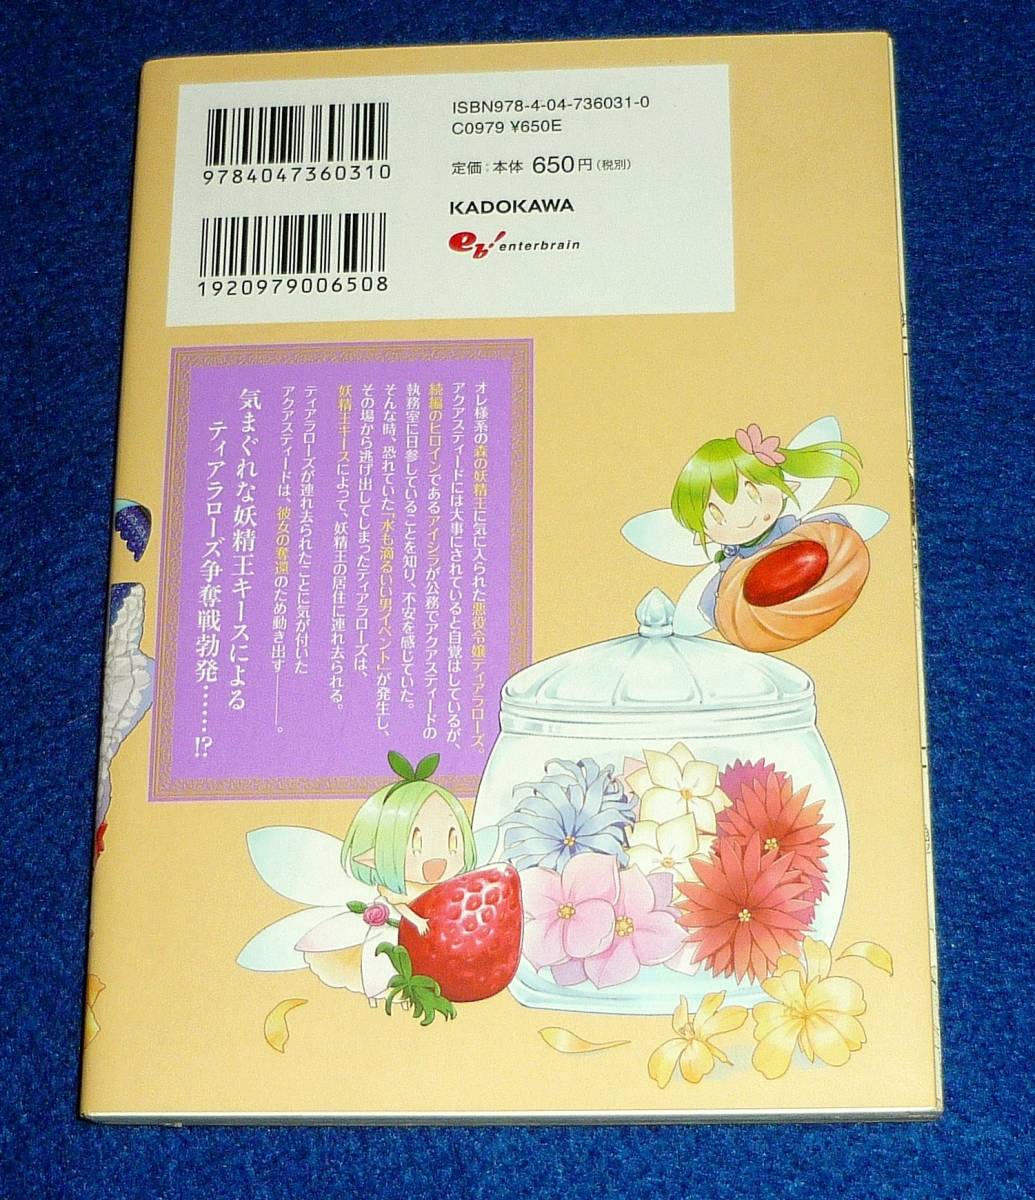 ISBN978-4-04-736031-0
C0979 ¥650E
定価:本体 650円(税別)
KADOKAWA
eb! enterbrain
9784047360310
1920979006508
オレ様系の森の妖精王に気に入られた悪役令嬢ティアラローズ。
アクアスティードには大事にされていると自覚はしているが、
続編のヒロインであるアイシラが公務でアクアスティードの
執務室に日参していることを知り、不安を感じていた。
そんな時、恐れていた「水も滴るいい男イベント」が発生し、
その場から逃げ出してしまったティアラローズは、
妖精王キースによって、妖精王の居住に連れ去られる。
ティアラローズが連れ去られたことに気が付いた
アクアスティードは、彼女の奪還のため動き出す――。
気まぐれな妖精王キースによる
ティアラローズ争奪戦勃発……!?